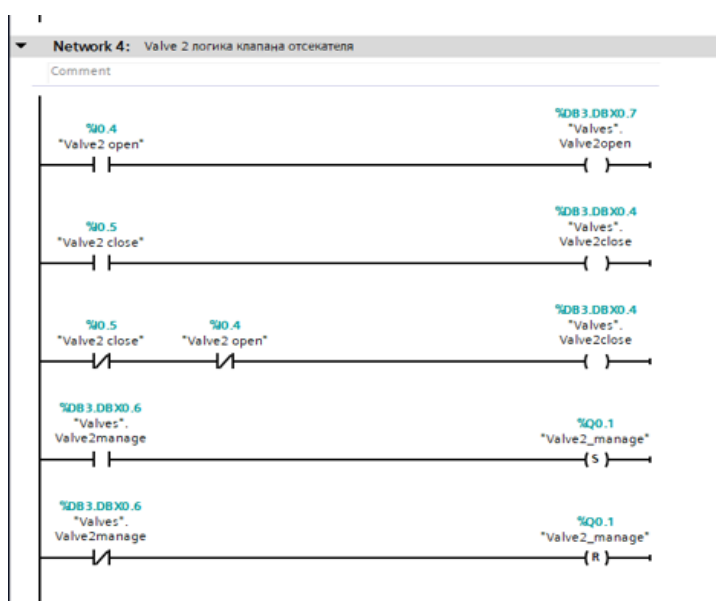 Network 4: Valve 2 логика клапана отсекателя
Comment
%DB3.DBX0.7
%I0.4 "Valves".
"Valve2 open" Valve2open
%DB3.DBX0.4
%I0.5 "Valves".
"Valve2 close" Valve2close
%DB3.DBX0.4
%I0.5 %I0.4 "Valves".
"Valve2 close" "Valve2 open" Valve2close
%DB3.DBX0.6
"Valves". %Q0.1
Valve2manage "Valve2_manage"
S
%DB3.DBX0.6
"Valves". %Q0.1
Valve2manage "Valve2_manage"
R